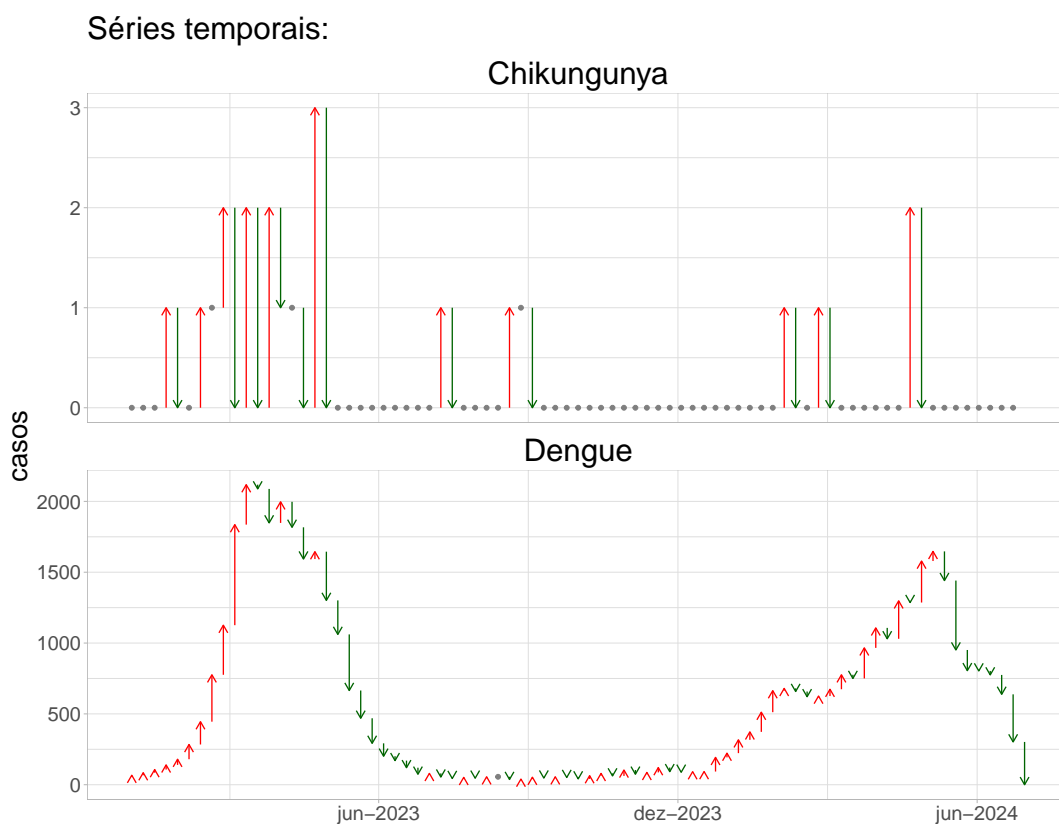 Séries temporais:
Chikungunya
3
2
1
0
casos
Dengue
2000
1500
1000
500
0
jun−2023
dez−2023
jun−2024